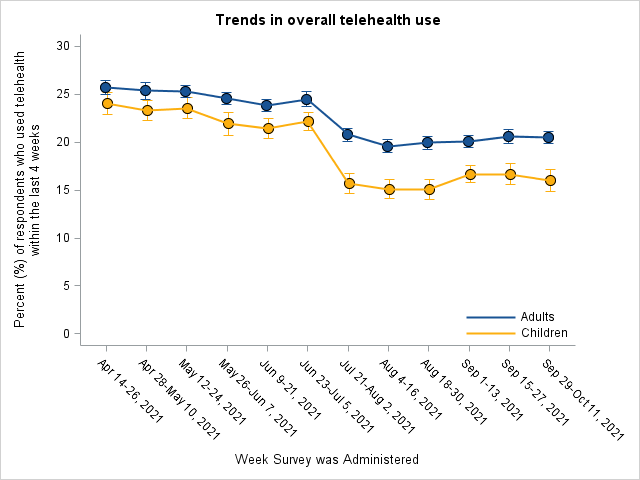 Trends in overall telehealth use
Percent (%) of respondents who used telehealth
within the last 4 weeks
30
25
20
15
10
5
0
Adults
Children
Apr 14-26, 2021
Apr 28-May 10, 2021
May 12-24, 2021
May 26-Jun 7, 2021
Jun 9-21, 2021
Jun 23-Jul 5, 2021
Jul 21-Aug 2, 2021
Aug 4-16, 2021
Aug 18-30, 2021
Sep 1-13, 2021
Sep 15-27, 2021
Sep 29-Oct11, 2021
Week Survey was Administered